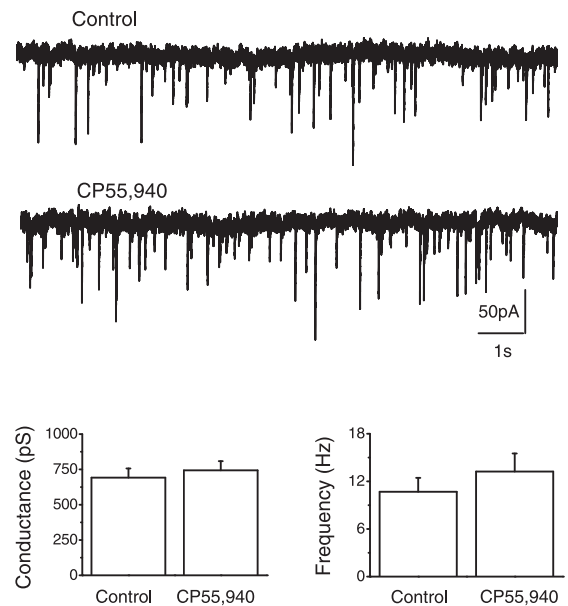 Control
CP55,940
50pA
1s
Conductance (pS)
1000
750
500
250
0
Control CP55,940
Frequency (Hz)
18
12
6
0
Control CP55,940